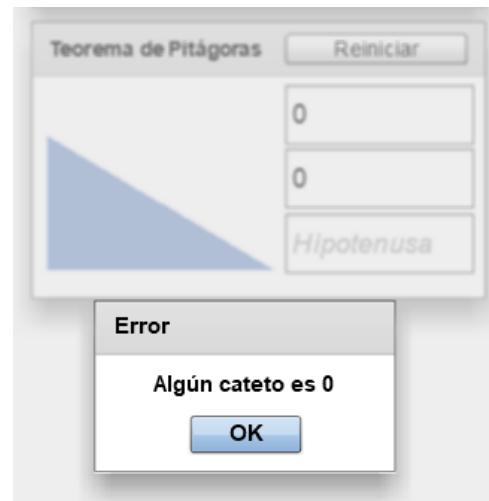 Teorema de Pitágoras
Reiniciar
0
0
Hipotenusa
Error
Algún cateto es 0
OK